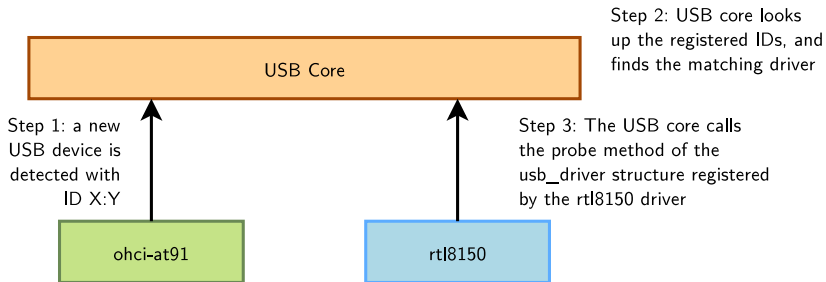 Step 2: USB core looks
up the registered IDs, and
finds the matching driver
USB Core
Step 1: a new
USB device is
detected with
ID X:Y
Step 3: The USB core calls
the probe method of the
usb_driver structure registered
by the rtl8150 driver
ohci-at91
rtl8150